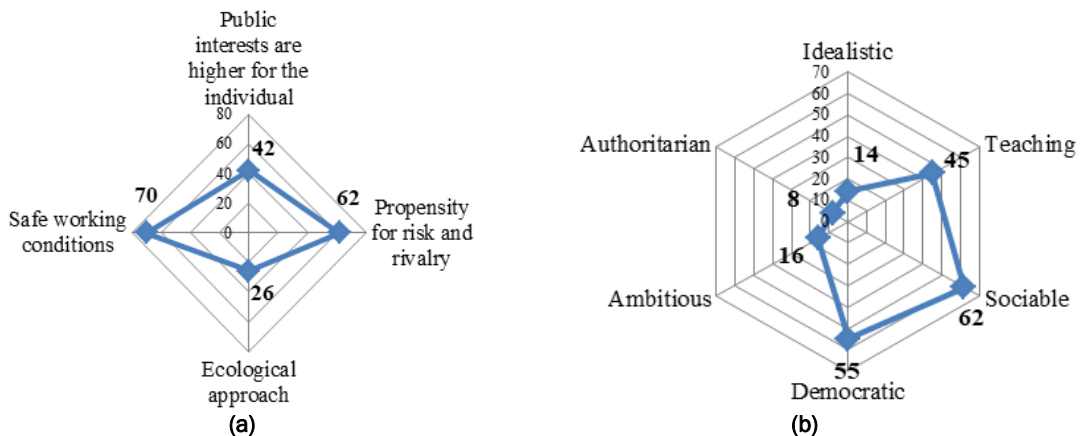 Public
interests are
higher for the
individual
80
60
40
20
0
42
70
62
26
Safe working
conditions
Propensity
for risk and
rivalry
Ecological
approach
(a)
Idealistic
70
60
50
40
30
20
10
0
14
45
8
16
62
55
Authoritarian
Teaching
Ambitious
Sociable
Democratic
(b)